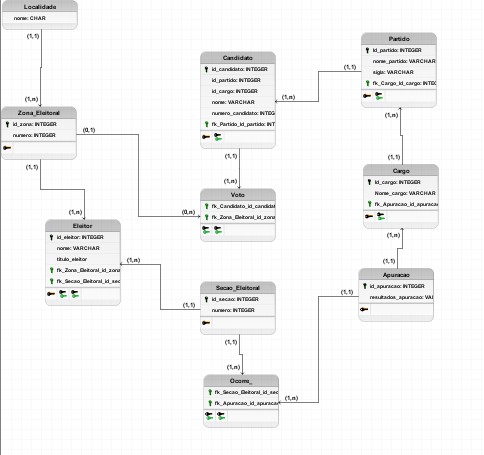 Localidade
nome: CHAR
(1,1)
(1,n)
Zona_Eleitoral
id_zona: INTEGER
numero: INTEGER
(0,1)
(1,1)
(1,n)
Eleitor
id_eleitor: INTEGER
nome: VARCHAR
titulo_eleitor
fk_Zona_Eleitoral_id_zona
fk_Secao_Eleitoral_id_sec
(1,n)
Candidato
id_candidato: INTEGER
id_partido: INTEGER
id_cargo: INTEGER
nome: VARCHAR
numero_candidato: INTEG
fk_Partido_Id_partido: INT
(1,1)
(1,n)
(1,1)
(1,n)
Voto
fk_Candidato_id_candidat
fk_Zona_Eleitoral_id_zona
(0,n)
Secao_Eleitoral
id_secao: INTEGER
numero: INTEGER
(1,1)
(1,1)
(1,n)
Ocorre_
fk_Secao_Eleitoral_id_sec
fk_Apuracao_id_apuracao
(1,n)
Partido
Id_partido: INTEGER
nome_partido: VARCHAR
sigla: VARCHAR
fk_Cargo_Id_cargo: INTEG
(1,n)
(1,1)
Cargo
Id_cargo: INTEGER
Nome_cargo: VARCHAR
fk_Apuracao_id_apuracao
(1,n)
(1,1)
Apuracao
id_apuracao: INTEGER
resultados_apuracao: VAR
(1,1)